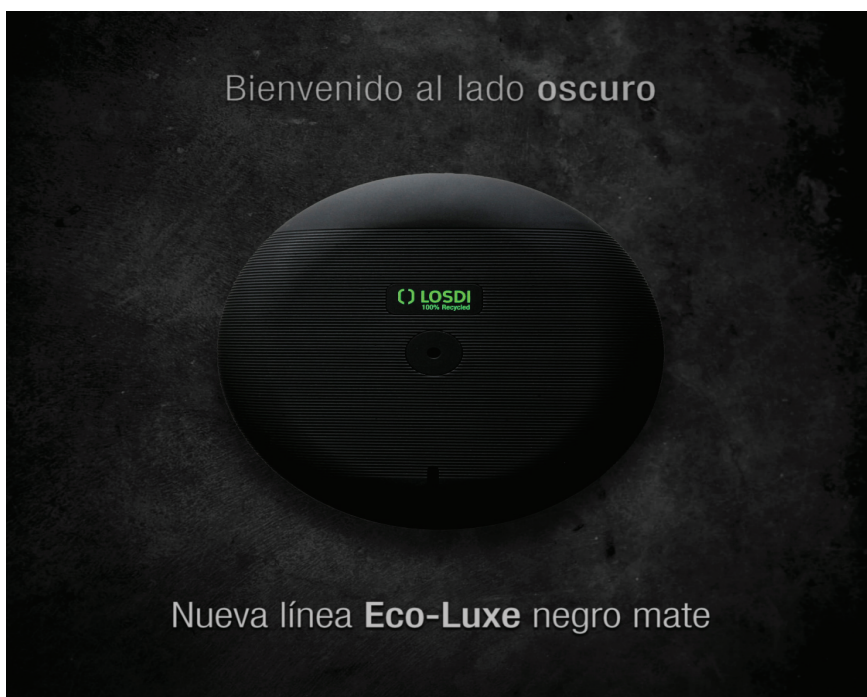 Bienvenido al lado oscuro
LOSDI
100% Recycled
Nueva línea Eco-Luxe negro mate